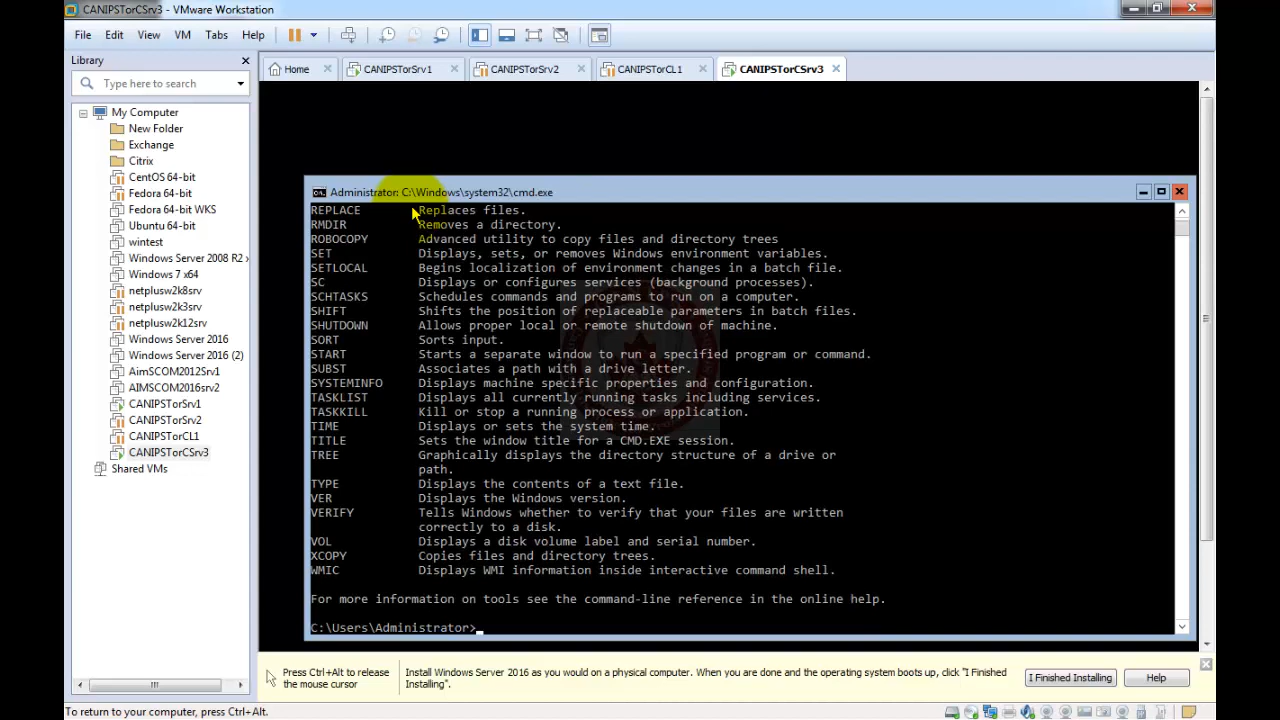 CANIPSTorCSrv3 - VMware Workstation
File Edit View VM Tabs Help
Library
Type here to search
Home
CANIPSTorSrv1
CANIPSTorSrv2
CANIPSTorCL1
CANIPSTorCSrv3
My Computer
New Folder
Exchange
Citrix
CentOS 64-bit
Fedora 64-bit
Fedora 64-bit WKS
Ubuntu 64-bit
wintest
Windows Server 2008 R2 x
Windows 7 x64
netplusw2k8srv
netplusw2k3srv
netplusw2k12srv
Windows Server 2016
Windows Server 2016 (2)
AimSCOM2012Srv1
AIMSCOM2016srv2
CANIPSTorSrv1
CANIPSTorSrv2
CANIPSTorCL1
CANIPSTorCSrv3
Shared VMs
Administrator: C:\Windows\system32\cmd.exe
REPLACE Replaces files.
RMDIR Removes a directory.
ROBOCOPY Advanced utility to copy files and directory trees
SET Displays, sets, or removes Windows environment variables.
SETLOCAL Begins localization of environment changes in a batch file.
SC Displays or configures services (background processes).
SCHTASKS Schedules commands and programs to run on a computer.
SHIFT Shifts the position of replaceable parameters in batch files.
SHUTDOWN Allows proper local or remote shutdown of machine.
SORT Sorts input.
START Starts a separate window to run a specified program or command.
SUBST Associates a path with a drive letter.
SYSTEMINFO Displays machine specific properties and configuration.
TASKLIST Displays all currently running tasks including services.
TASKKILL Kill or stop a running process or application.
TIME Displays or sets the system time.
TITLE Sets the window title for a CMD.EXE session.
TREE Graphically displays the directory structure of a drive or
path.
TYPE Displays the contents of a text file.
VER Displays the Windows version.
VERIFY Tells Windows whether to verify that your files are written
correctly to a disk.
VOL Displays a disk volume label and serial number.
XCOPY Copies files and directory trees.
WMIC Displays WMI information inside interactive command shell.
For more information on tools see the command-line reference in the online help.
C:\Users\Administrator>
Press Ctrl+Alt to release
the mouse cursor
Install Windows Server 2016 as you would on a physical computer. When you are done and the operating system boots up, click "I Finished
Installing".
I Finished Installing
Help
To return to your computer, press Ctrl+Alt.